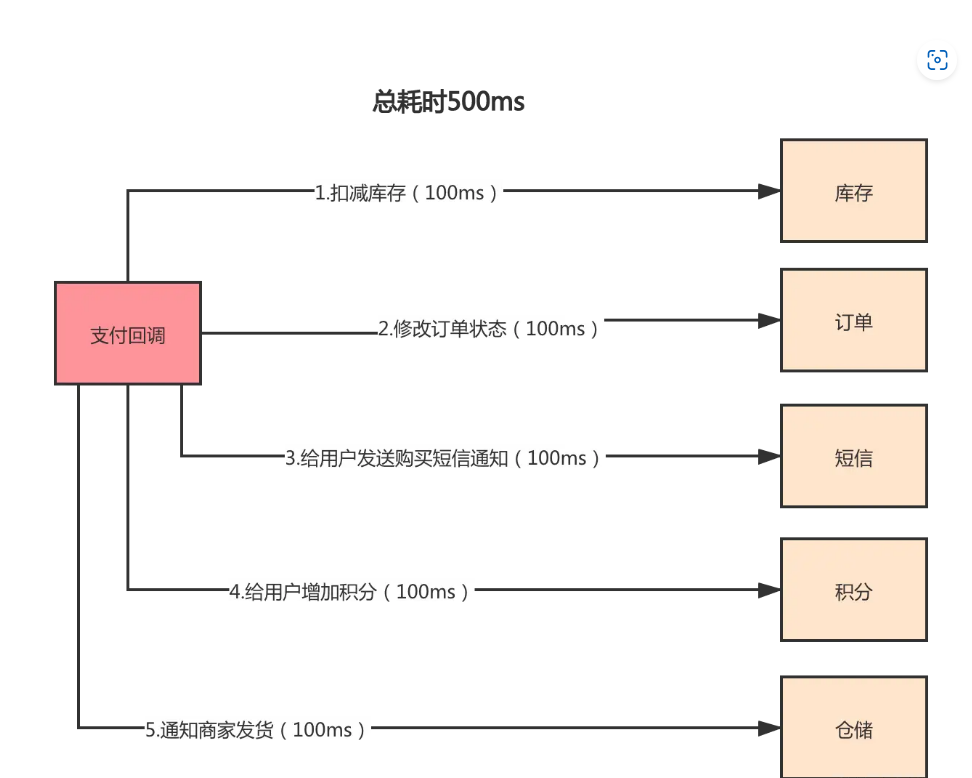 总耗时500ms
1.扣减库存（100ms）
库存
支付回调
2.修改订单状态（100ms）
订单
3.给用户发送购买短信通知（100ms）
短信
4.给用户增加积分（100ms）
积分
5.通知商家发货（100ms）
仓储